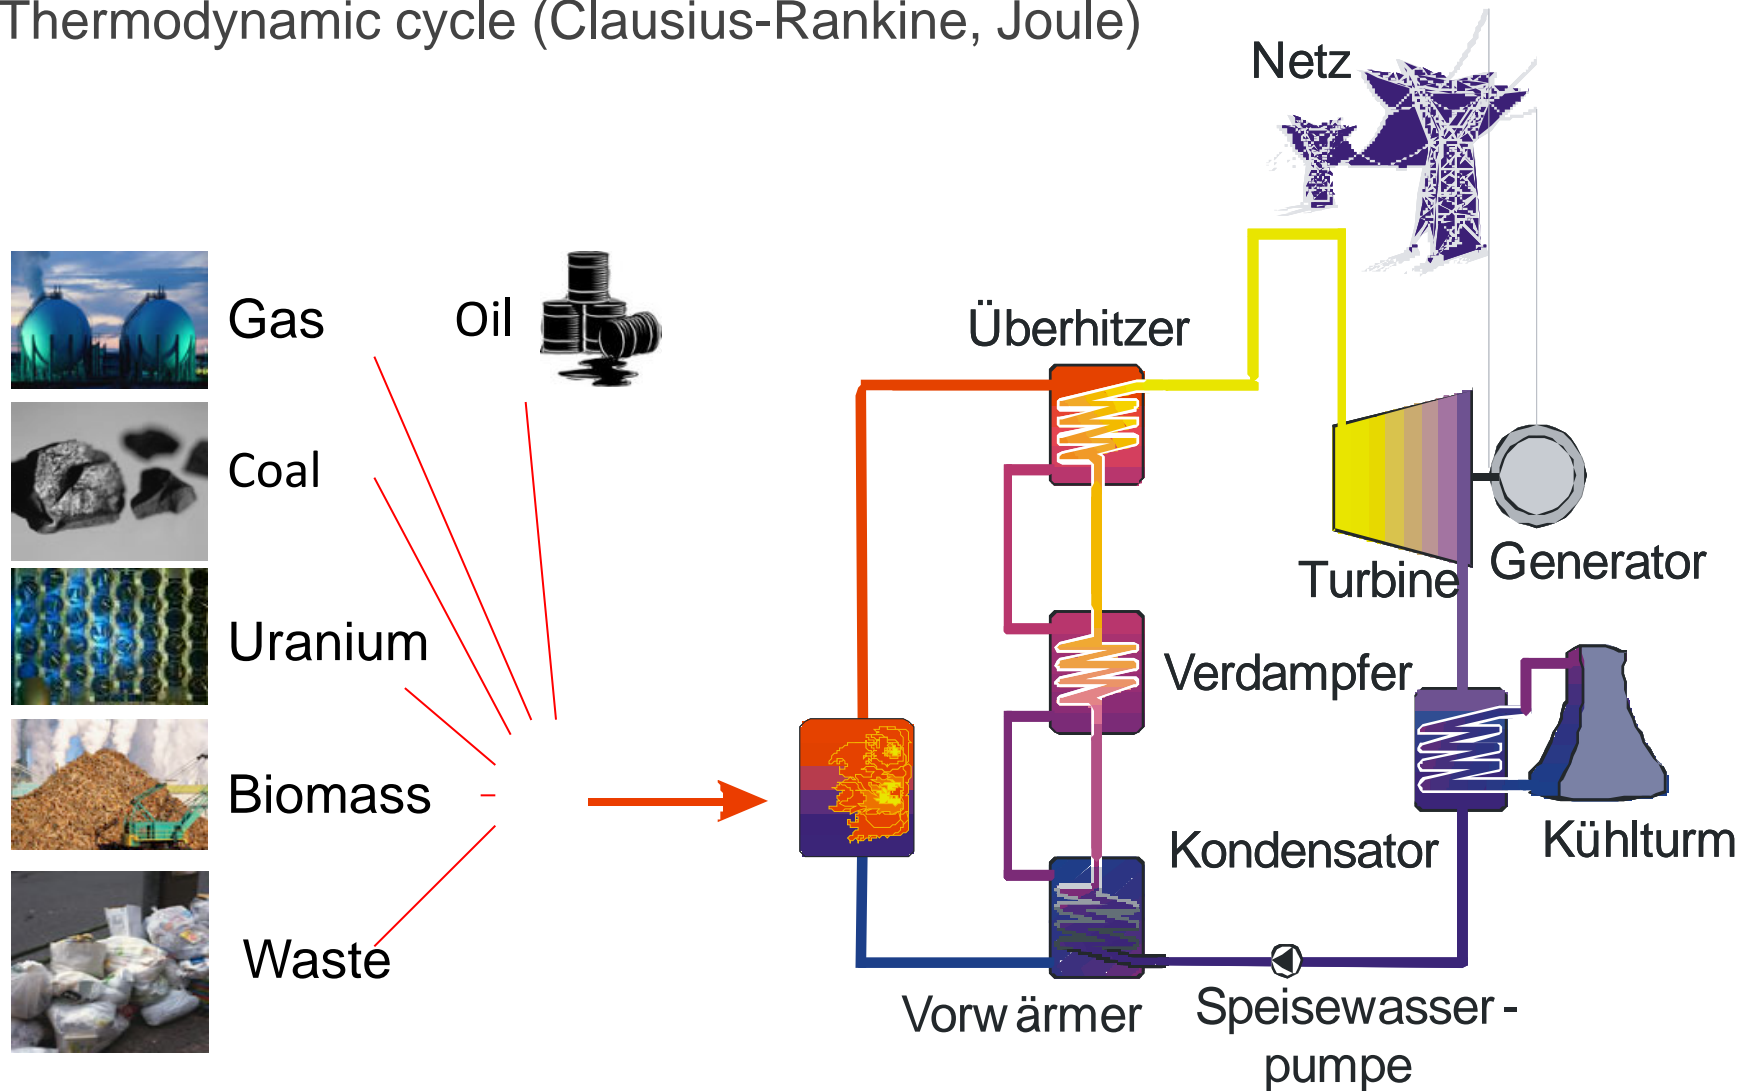 Thermodynamic cycle (Clausius-Rankine, Joule)
Netz
Gas
Oil
Überhitzer
Coal
Generator
Turbine
Uranium
Verdampfer
Biomass
Kondensator
Kühlturm
Waste
Vorwärmer
Speisewasser-
pumpe